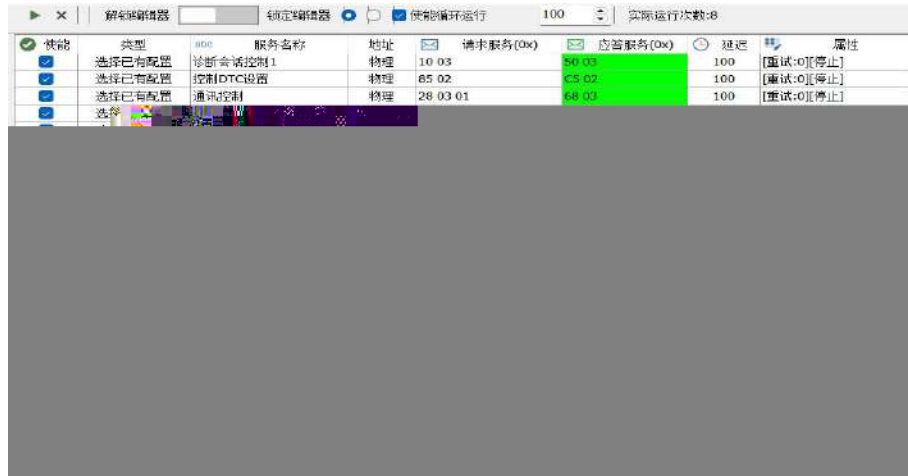 解锁编辑器 锁定编辑器 使能循环运行 100 实际运行次数:8
使能 类型 abc 服务名称 地址 请求服务(0x) 应答服务(0x) 延迟 属性
选择已有配置 诊断会话控制1 物理 10 03 50 03 100 [重试:0][停止]
选择已有配置 控制DTC设置 物理 85 02 C5 02 100 [重试:0][停止]
选择已有配置 通讯控制 物理 28 03 01 68 03 100 [重试:0][停止]
选